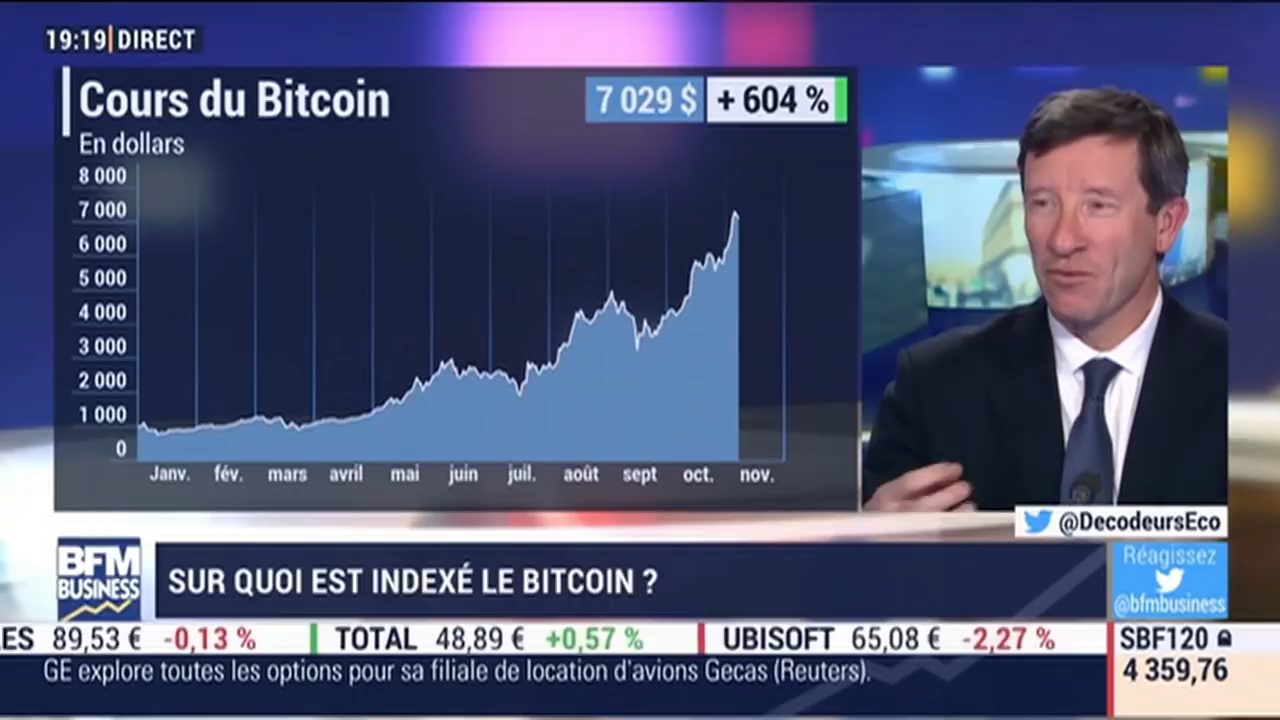 19:19 DIRECT
Cours du Bitcoin
7 029 $ + 604 %
En dollars
8 000
7 000
6 000
5 000
4 000
3 000
2 000
1 000
0
Janv. fév. mars avril mai juin juil. août sept oct. nov.
@DecodeursEco
BFM
BUSINESS
SUR QUOI EST INDEXÉ LE BITCOIN ?
Réagissez
@bfmbusiness
LES 89,53 € -0,13 % TOTAL 48,89 € +0,57 % UBISOFT 65,08 € -2,27 %
SBF120
4 359,76
GE explore toutes les options pour sa filiale de location d'avions Gecas (Reuters).